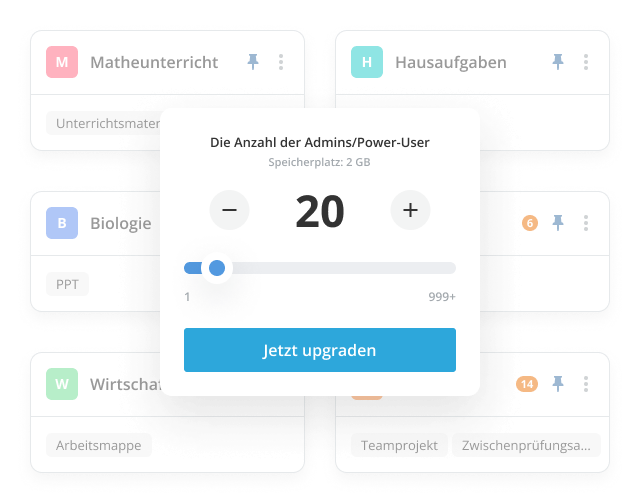 M Matheunterricht
H Hausaufgaben
Unterrichtsmater
Die Anzahl der Admins/Power-User
Speicherplatz: 2 GB
− 20 +
B Biologie
6
PPT
1 999+
Jetzt upgraden
W Wirtscha
14
Arbeitsmappe
Teamprojekt Zwischenprüfungsa...